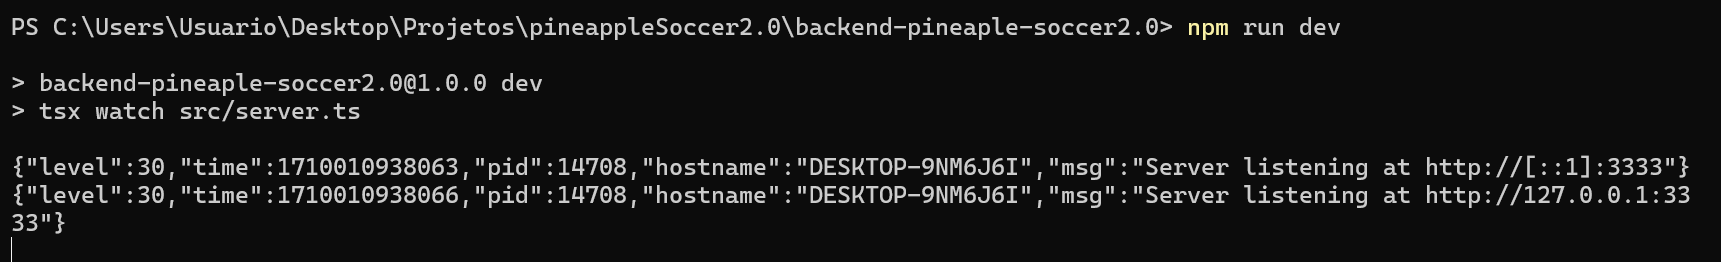 PS C:\Users\Usuario\Desktop\Projetos\pineappleSoccer2.0\backend-pineaple-soccer2.0> npm run dev
> backend-pineaple-soccer2.0@1.0.0 dev
> tsx watch src/server.ts
{"level":30,"time":1710010938063,"pid":14708,"hostname":"DESKTOP-9NM6J6I","msg":"Server listening at http://[::1]:3333"}
{"level":30,"time":1710010938066,"pid":14708,"hostname":"DESKTOP-9NM6J6I","msg":"Server listening at http://127.0.0.1:33
33"}